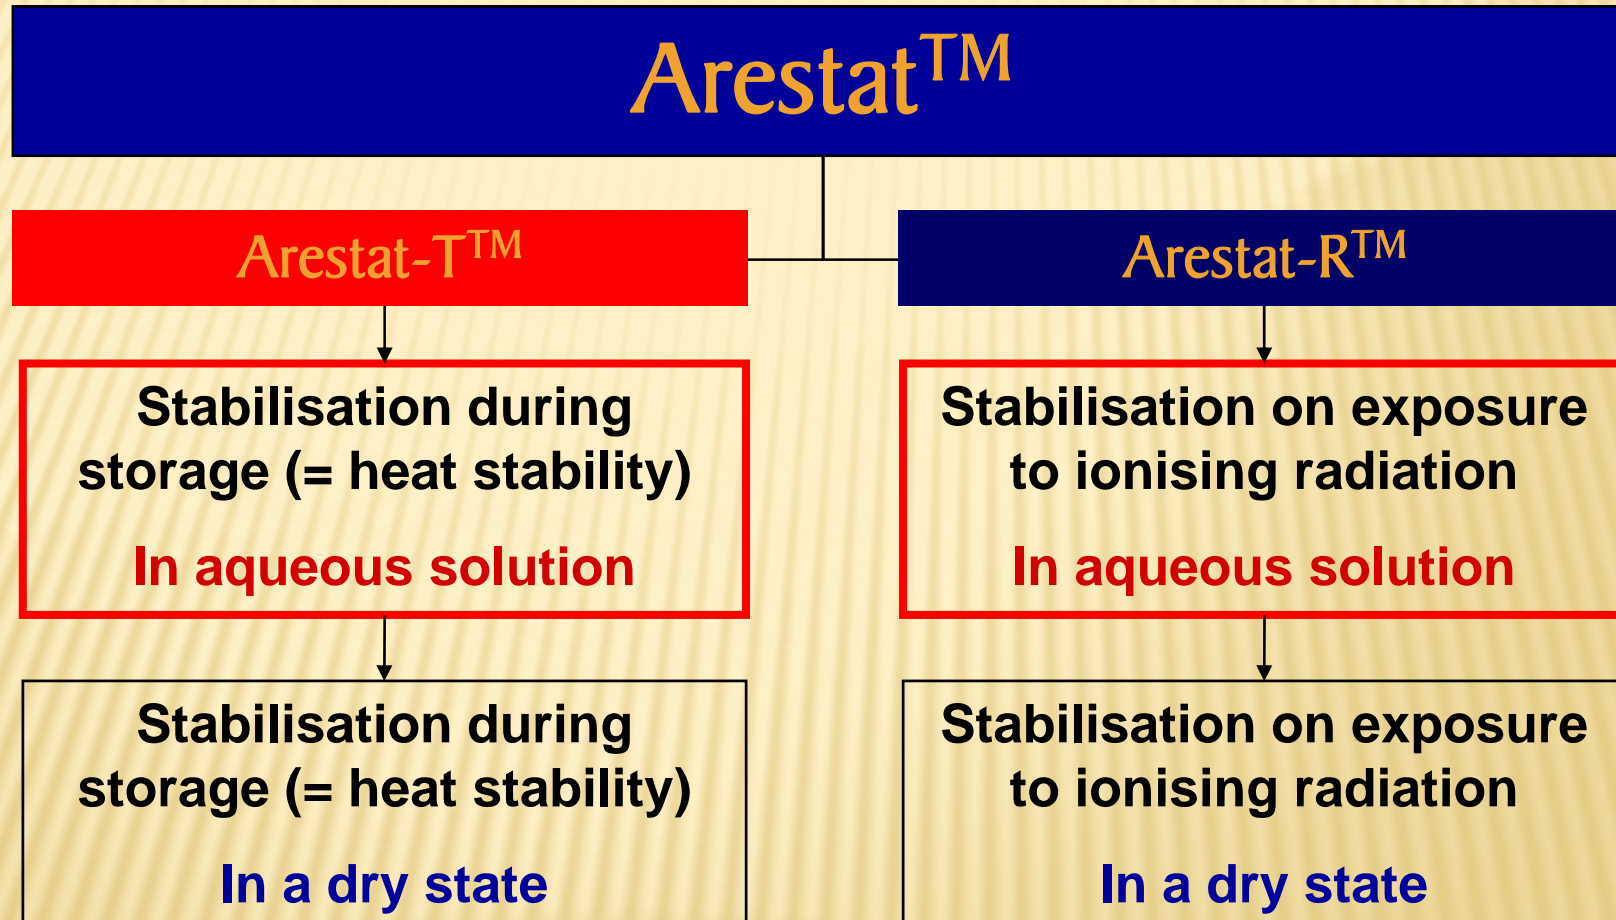 Arestat™
Arestat-T™
Stabilisation during
storage (= heat stability)
In aqueous solution
Stabilisation during
storage (= heat stability)
In a dry state
Arestat-R™
Stabilisation on exposure
to ionising radiation
In aqueous solution
Stabilisation on exposure
to ionising radiation
In a dry state